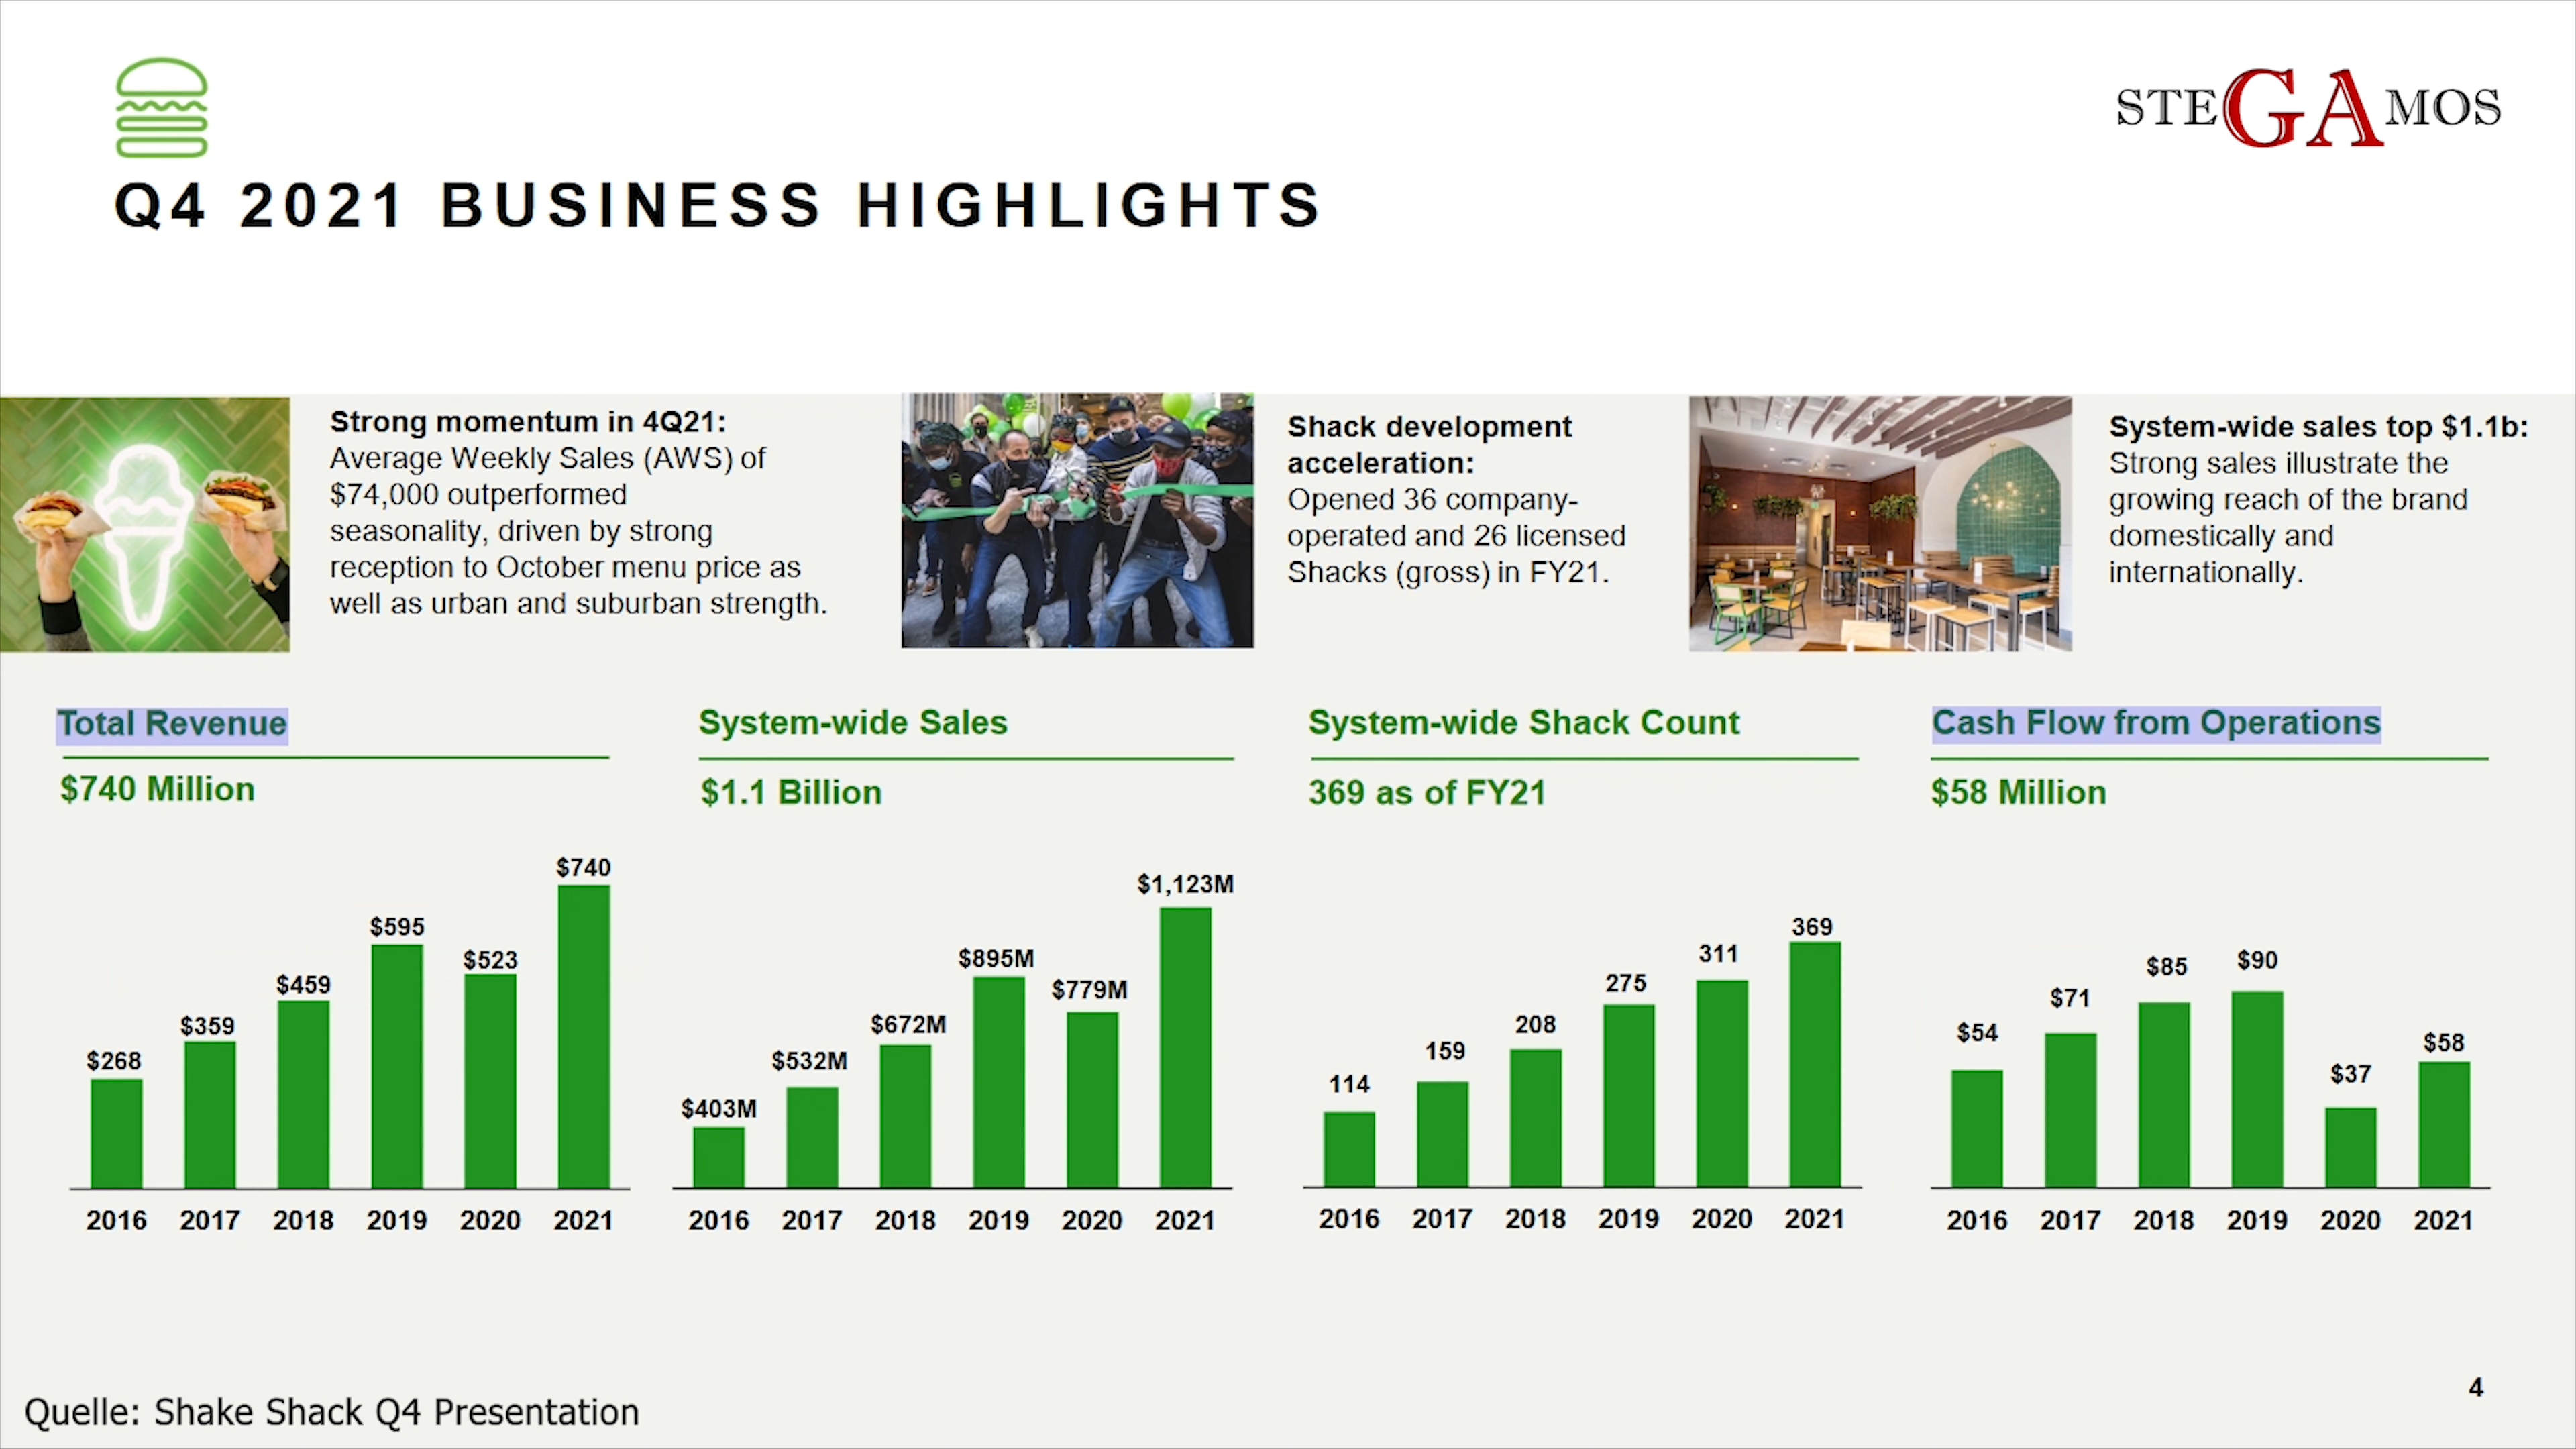 STEGAMOS
Q4 2021 BUSINESS HIGHLIGHTS
Strong momentum in 4Q21:
Average Weekly Sales (AWS) of
$74,000 outperformed
seasonality, driven by strong
reception to October menu price as
well as urban and suburban strength.
Shack development
acceleration:
Opened 36 company-
operated and 26 licensed
Shacks (gross) in FY21.
System-wide sales top $1.1b:
Strong sales illustrate the
growing reach of the brand
domestically and
internationally.
Total Revenue
$740 Million
$268
$359
$459
$595
$523
$740
2016 2017 2018 2019 2020 2021
System-wide Sales
$1.1 Billion
$403M
$532M
$672M
$895M
$779M
$1,123M
2016 2017 2018 2019 2020 2021
System-wide Shack Count
369 as of FY21
114
159
208
275
311
369
2016 2017 2018 2019 2020 2021
Cash Flow from Operations
$58 Million
$54
$71
$85
$90
$37
$58
2016 2017 2018 2019 2020 2021
Quelle: Shake Shack Q4 Presentation
4